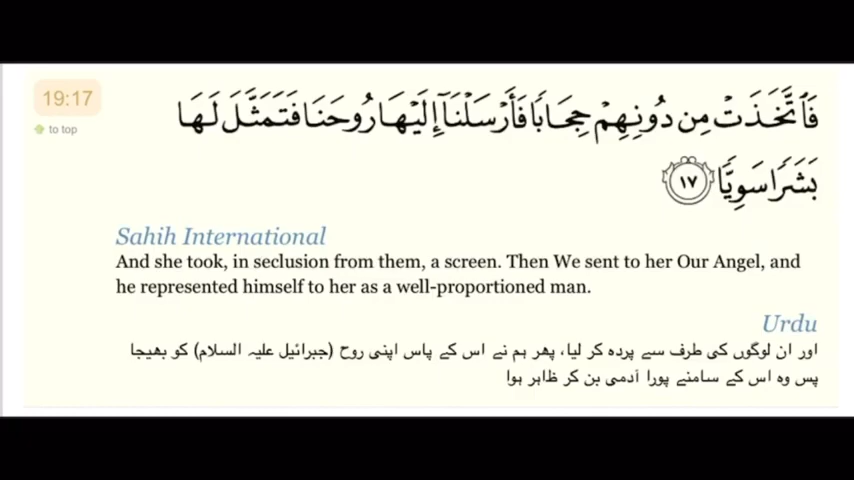 19:17
to top
فَٱتَّخَذَتْ مِن دُونِهِمْ حِجَابًا فَأَرْسَلْنَآ إِلَيْهَا رُوحَنَا فَتَمَثَّلَ لَهَا
بَشَرًا سَوِيًّا ١٧
Sahih International
And she took, in seclusion from them, a screen. Then We sent to her Our Angel, and
he represented himself to her as a well-proportioned man.
Urdu
اور ان لوگوں کی طرف سے پردہ کر لیا، پھر ہم نے اس کے پاس اپنی روح (جبرائیل علیہ السلام) کو بھیجا
پس وه اس کے سامنے پورا آدمی بن کر ﻇاہر ہوا